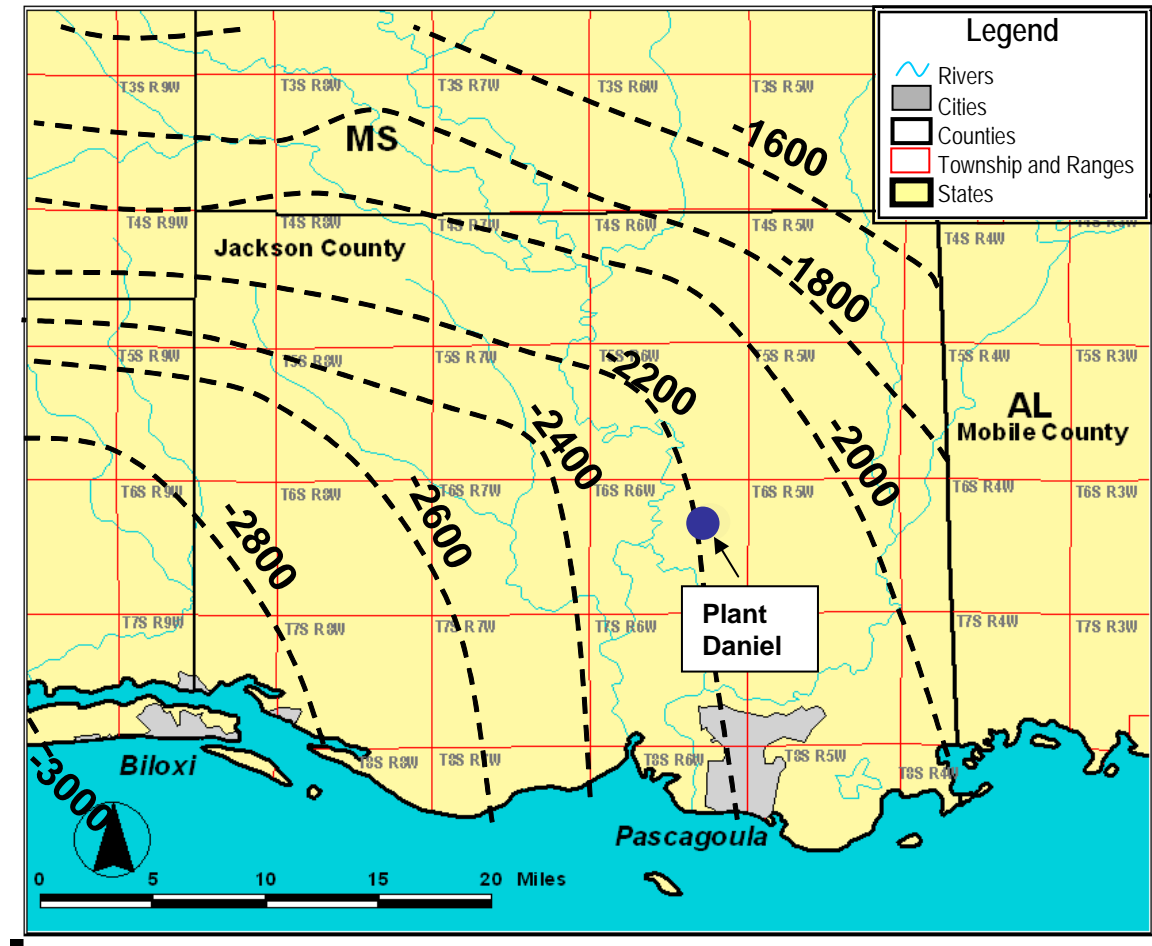 Legend
Rivers
Cities
Counties
Township and Ranges
States
T3S R9W
T3S R8W
T3S R7W
T3S R6W
T3S R5W
MS
-1600
T4S R9W
T4S R8W
T4S R7W
T4S R6W
T4S R5W
T4S R4W
Jackson County
-1800
T5S R9W
T5S R8W
T5S R7W
T5S R5W
T5S R4W
T5S R3W
-2200
AL
Mobile County
-2400
-2000
T6S R9W
T6S R8W
T6S R7W
T6S R6W
T6S R5W
T6S R4W
T6S R3W
-2600
-2800
Plant
Daniel
T7S R9W
T7S R8W
T7S R7W
T7S R6W
T7S R4W
T7S R3W
Biloxi
T8S R8W
T8S R7W
T8S R6W
T8S R5W
T8S R4W
-3000
Pascagoula
0 5 10 15 20 Miles